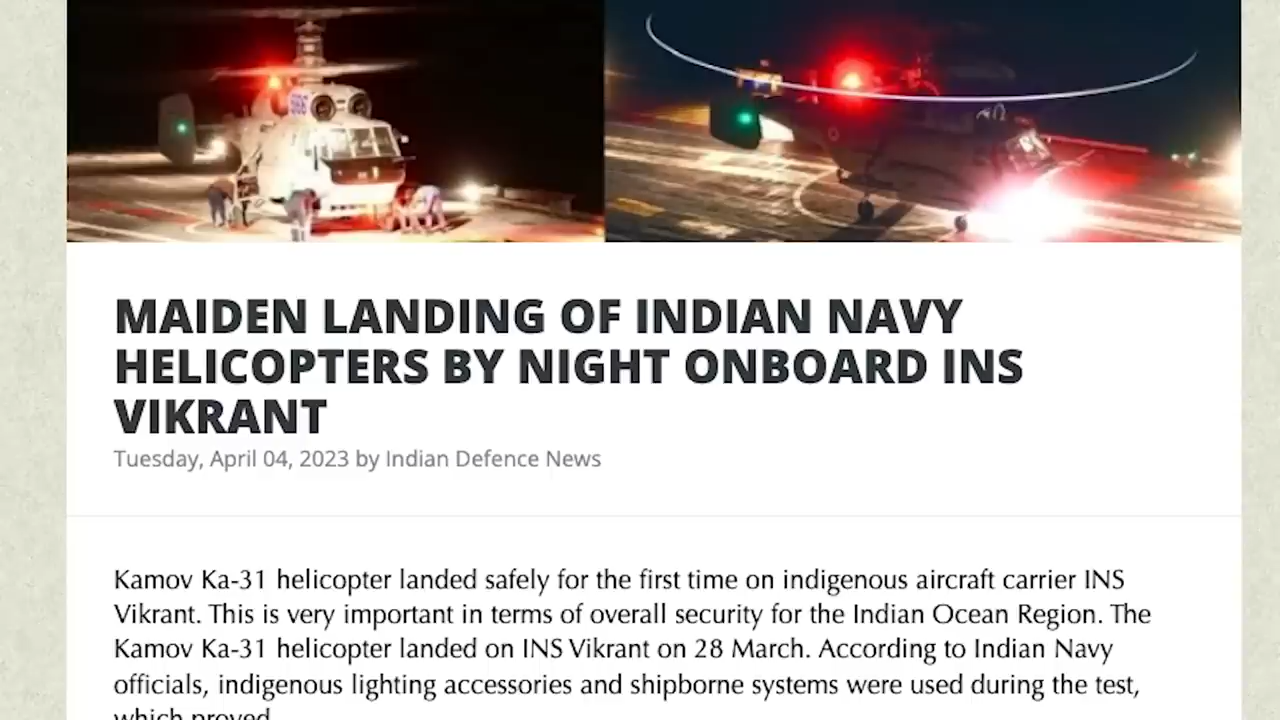 MAIDEN LANDING OF INDIAN NAVY
HELICOPTERS BY NIGHT ONBOARD INS
VIKRANT
Tuesday, April 04, 2023 by Indian Defence News
Kamov Ka-31 helicopter landed safely for the first time on indigenous aircraft carrier INS
Vikrant. This is very important in terms of overall security for the Indian Ocean Region. The
Kamov Ka-31 helicopter landed on INS Vikrant on 28 March. According to Indian Navy
officials, indigenous lighting accessories and shipborne systems were used during the test,
which proved